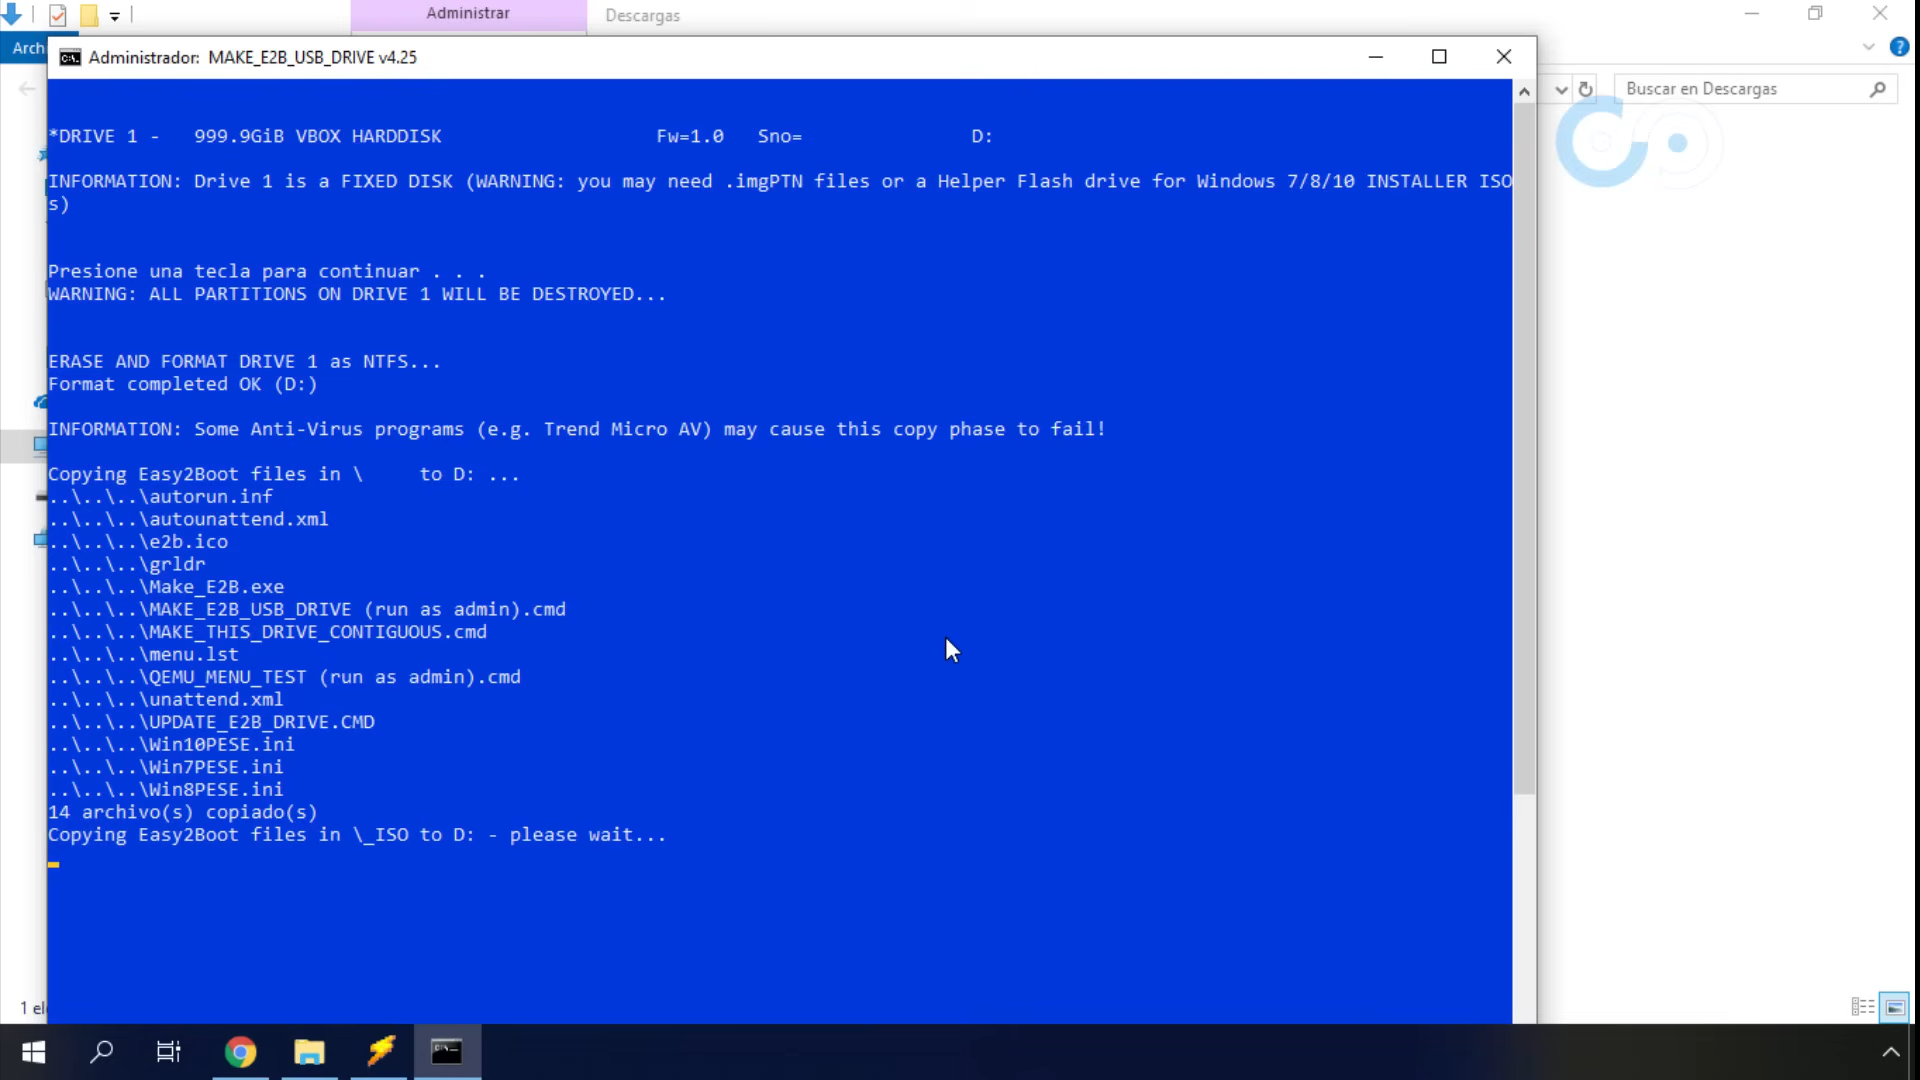 Administrar
Descargas
Archi
Administrador: MAKE_E2B_USB_DRIVE v4.25
Buscar en Descargas
*DRIVE 1 - 999.9GiB VBOX HARDDISK Fw=1.0 Sno= D:
INFORMATION: Drive 1 is a FIXED DISK (WARNING: you may need .imgPTN files or a Helper Flash drive for Windows 7/8/10 INSTALLER ISO
s)
Presione una tecla para continuar . . .
WARNING: ALL PARTITIONS ON DRIVE 1 WILL BE DESTROYED...
ERASE AND FORMAT DRIVE 1 as NTFS...
Format completed OK (D:)
INFORMATION: Some Anti-Virus programs (e.g. Trend Micro AV) may cause this copy phase to fail!
Copying Easy2Boot files in \ to D: ...
..\..\..\autorun.inf
..\..\..\autounattend.xml
..\..\..\e2b.ico
..\..\..\grldr
..\..\..\Make_E2B.exe
..\..\..\MAKE_E2B_USB_DRIVE (run as admin).cmd
..\..\..\MAKE_THIS_DRIVE_CONTIGUOUS.cmd
..\..\..\menu.lst
..\..\..\QEMU_MENU_TEST (run as admin).cmd
..\..\..\unattend.xml
..\..\..\UPDATE_E2B_DRIVE.CMD
..\..\..\Win10PESE.ini
..\..\..\Win7PESE.ini
..\..\..\Win8PESE.ini
14 archivo(s) copiado(s)
Copying Easy2Boot files in \_ISO to D: - please wait...
1 el